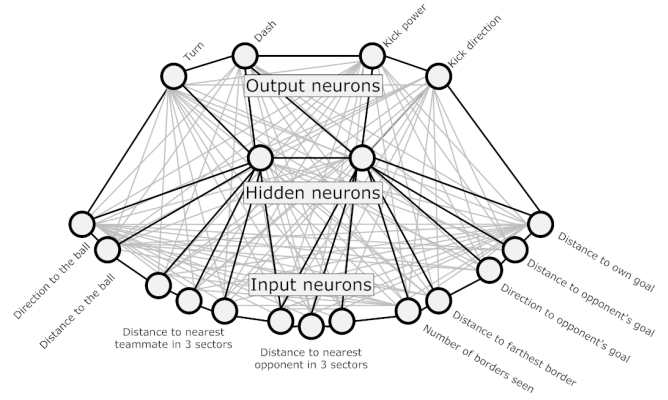 Turn
Dash
Kick power
Kick direction
Output neurons
Hidden neurons
Input neurons
Direction to the ball
Distance to the ball
Distance to nearest
teammate in 3 sectors
Distance to nearest
opponent in 3 sectors
Number of borders seen
Distance to farthest border
Direction to opponent's goal
Distance to opponent's goal
Distance to own goal